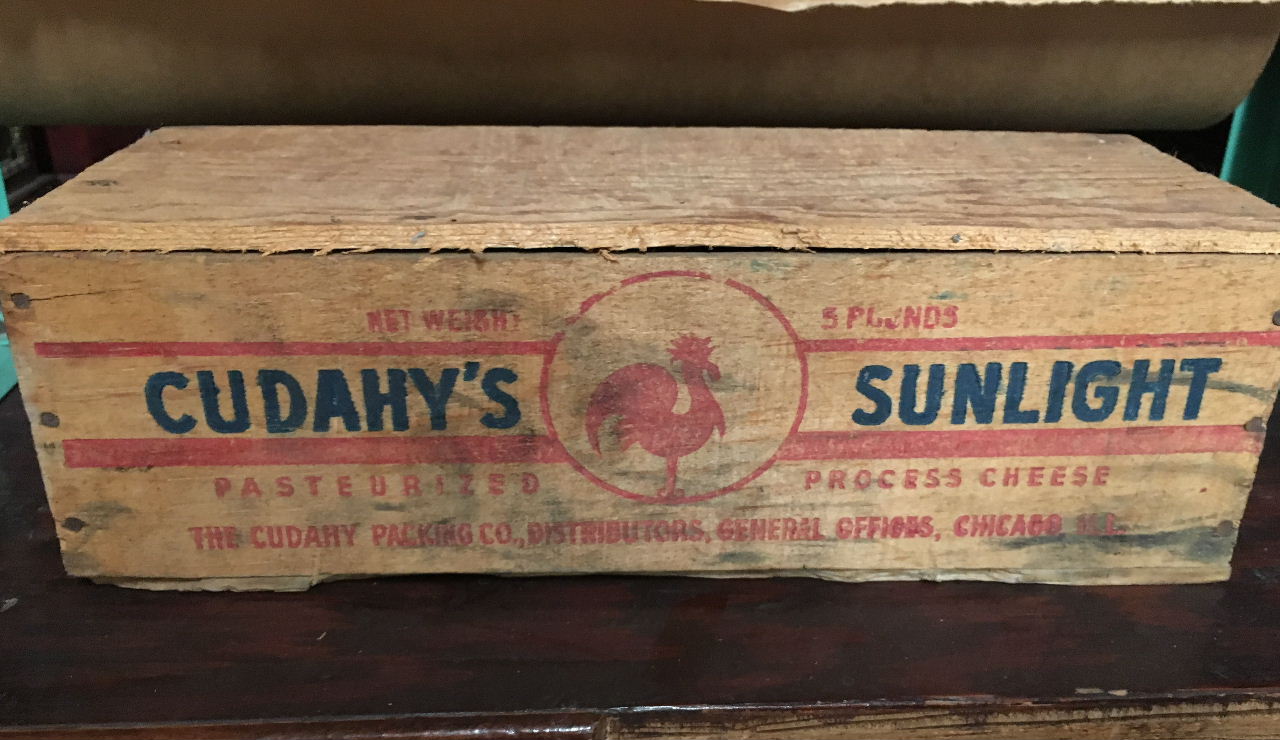 NET WEIGHT 5 POUNDS
CUDAHY'S SUNLIGHT
PASTEURIZED PROCESS CHEESE
THE CUDAHY PACKING CO., DISTRIBUTORS, GENERAL OFFICES, CHICAGO ILL.